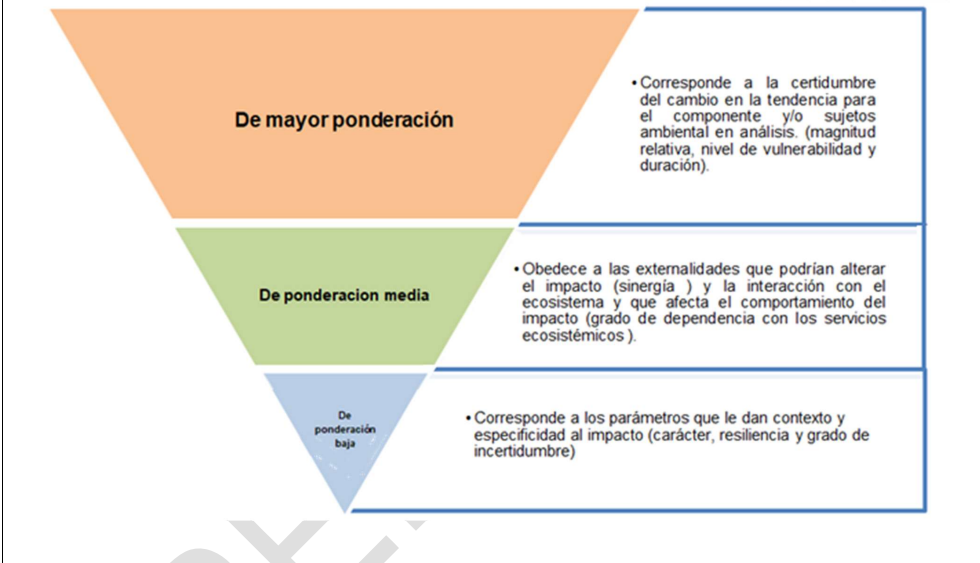 De mayor ponderación
• Corresponde a la certidumbre
del cambio en la tendencia para
el componente y/o sujetos
ambiental en análisis. (magnitud
relativa, nivel de vulnerabilidad y
duración).
De ponderacion media
• Obedece a las externalidades que podrían alterar
el impacto (sinergía ) y la interacción con el
ecosistema y que afecta el comportamiento del
impacto (grado de dependencia con los servicios
ecosistémicos ).
De
ponderación
baja
• Corresponde a los parámetros que le dan contexto y
especificidad al impacto (carácter, resiliencia y grado de
incertidumbre)